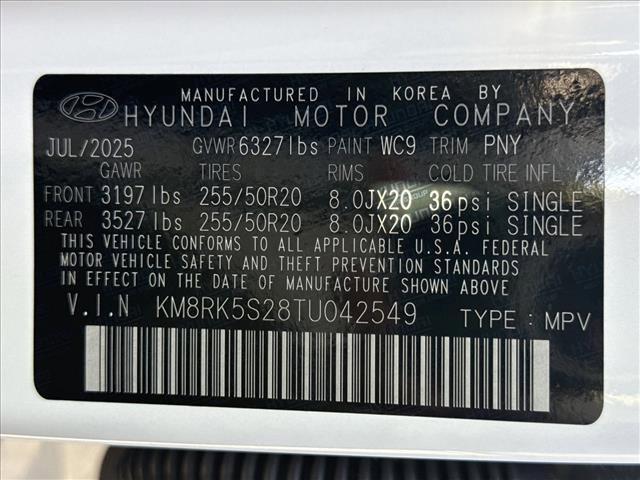 MANUFACTURED IN KOREA BY
HYUNDAI MOTOR COMPANY
JUL/2025 GVWR 6327lbs PAINT WC9 TRIM PNY
GAWR TIRES RIMS COLD TIRE INFL
FRONT 3197lbs 255/50R20 8.0JX20 36psi SINGLE
REAR 3527lbs 255/50R20 8.0JX20 36psi SINGLE
THIS VEHICLE CONFORMS TO ALL APPLICABLE U.S.A. FEDERAL
MOTOR VEHICLE SAFETY AND THEFT PREVENTION STANDARDS
IN EFFECT ON THE DATE OF MANUFACTURE SHOWN ABOVE.
V.I.N KM8RK5S28TU042549 TYPE : MPV